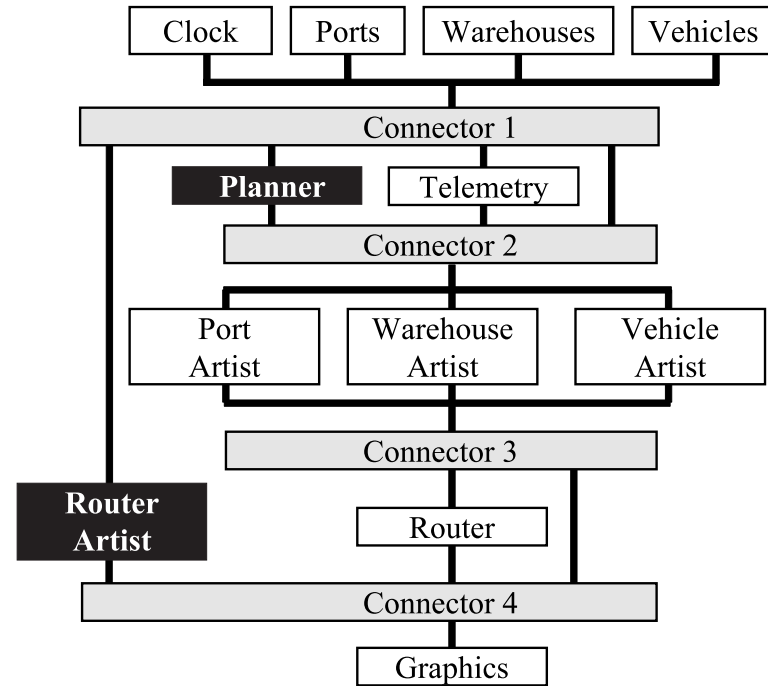 Clock
Ports
Warehouses
Vehicles
Connector 1
Planner
Telemetry
Connector 2
Port
Artist
Warehouse
Artist
Vehicle
Artist
Connector 3
Router
Artist
Router
Connector 4
Graphics